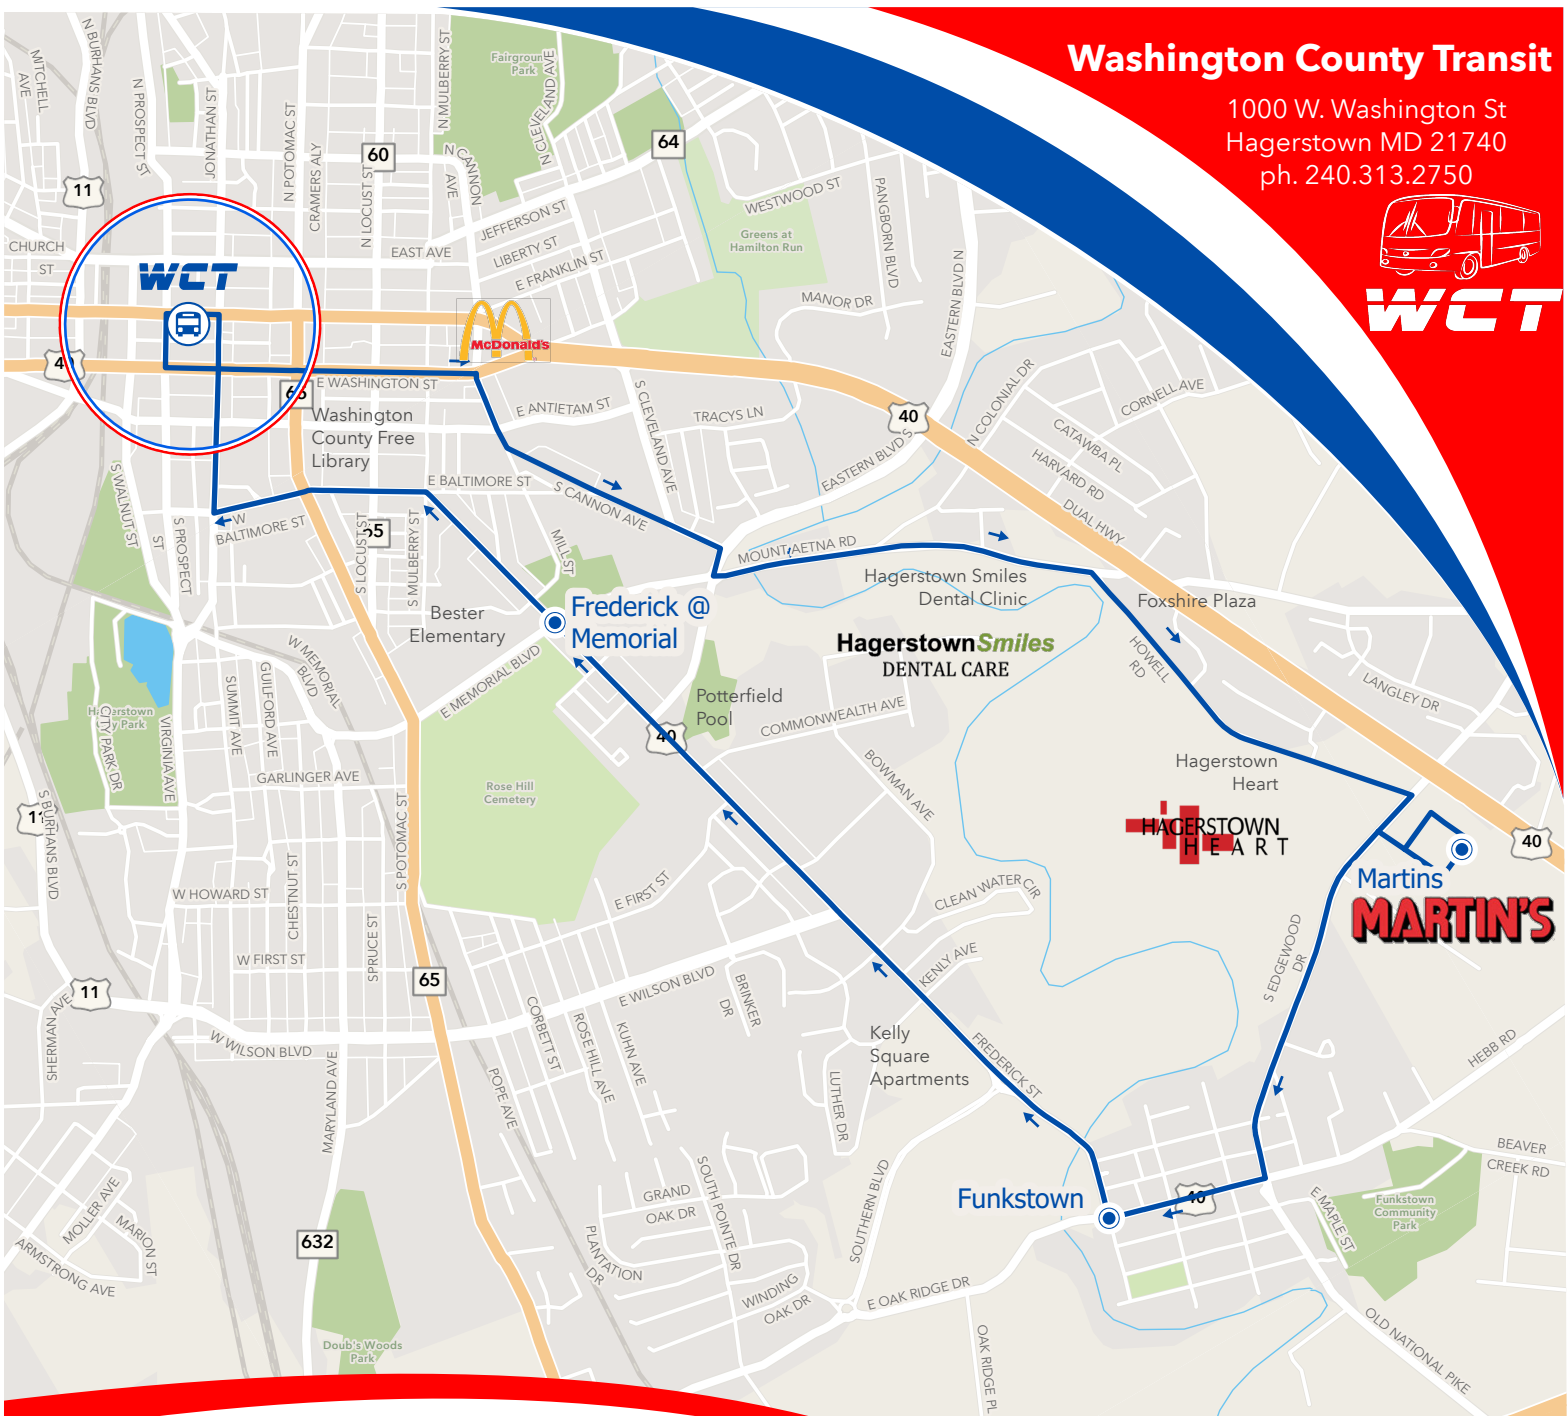 Washington County Transit
1000 W. Washington St
Hagerstown MD 21740
ph. 240.313.2750
WCT
N BURHANS BLVD
MITCHELL
AVE
N PROSPECT ST
JONATHAN ST
N POTOMAC ST
CRAMERS ALY
N LOCUST ST
60
N MULBERRY ST
N CANNON
AVE
Fairground
Park
N CLEVELAND AVE
64
11
CHURCH
ST
WCT
EAST AVE
JEFFERSON ST
LIBERTY ST
E FRANKLIN ST
WESTWOOD ST
PANGBORN BLVD
Greens at
Hamilton Run
MANOR DR
EASTERN BLVD N
McDonald's
40
65
E WASHINGTON ST
Washington
County Free
Library
E ANTIETAM ST
S CLEVELAND AVE
TRACYS LN
40
EASTERN BLVD S
N COLONIAL DR
CORNELL AVE
CATAWBA PL
HARVARD RD
DUAL HWY
E BALTIMORE ST
S CANNON AVE
W
BALTIMORE ST
S WALNUT ST
S PROSPECT
ST
S LOCUST ST
65
S MULBERRY ST
MILL ST
MOUNT AETNA RD
Hagerstown Smiles
Dental Clinic
Foxshire Plaza
Bester
Elementary
Frederick @
Memorial
HagerstownSmiles
DENTAL CARE
HOWELL
RD
LANGLEY DR
E MEMORIAL BLVD
W MEMORIAL
BLVD
Potterfield
Pool
40
COMMONWEALTH AVE
BOWMAN AVE
Hagerstown
City Park
CITY PARK DR
VIRGINIA AVE
SUMMIT AVE
GUILFORD AVE
GARLINGER AVE
S POTOMAC ST
Rose Hill
Cemetery
Hagerstown
Heart
HAGERSTOWN
HEART
40
Martins
MARTIN'S
11
S BURHANS BLVD
W HOWARD ST
CHESTNUT ST
SPRUCE ST
W FIRST ST
E FIRST ST
CLEAN WATER CIR
KENLY AVE
S EDGEWOOD
DR
65
11
SHERMAN AVE
W WILSON BLVD
E WILSON BLVD
BRINKER
DR
CORBETT ST
ROSE HILL AVE
KUHN AVE
POPE AVE
MARYLAND AVE
Kelly
Square
Apartments
FREDERICK ST
LUTHER DR
HEBB RD
BEAVER
CREEK RD
Funkstown
40
E MAPLE ST
Funkstown
Community
Park
MOLLER AVE
MARION ST
ARMSTRONG AVE
632
GRAND
OAK DR
SOUTH POINTE DR
PLANTATION
DR
WINDING
OAK DR
SOUTHERN BLVD
E OAK RIDGE DR
OAK RIDGE PL
OLD NATIONAL PIKE
Doub's Woods
Park